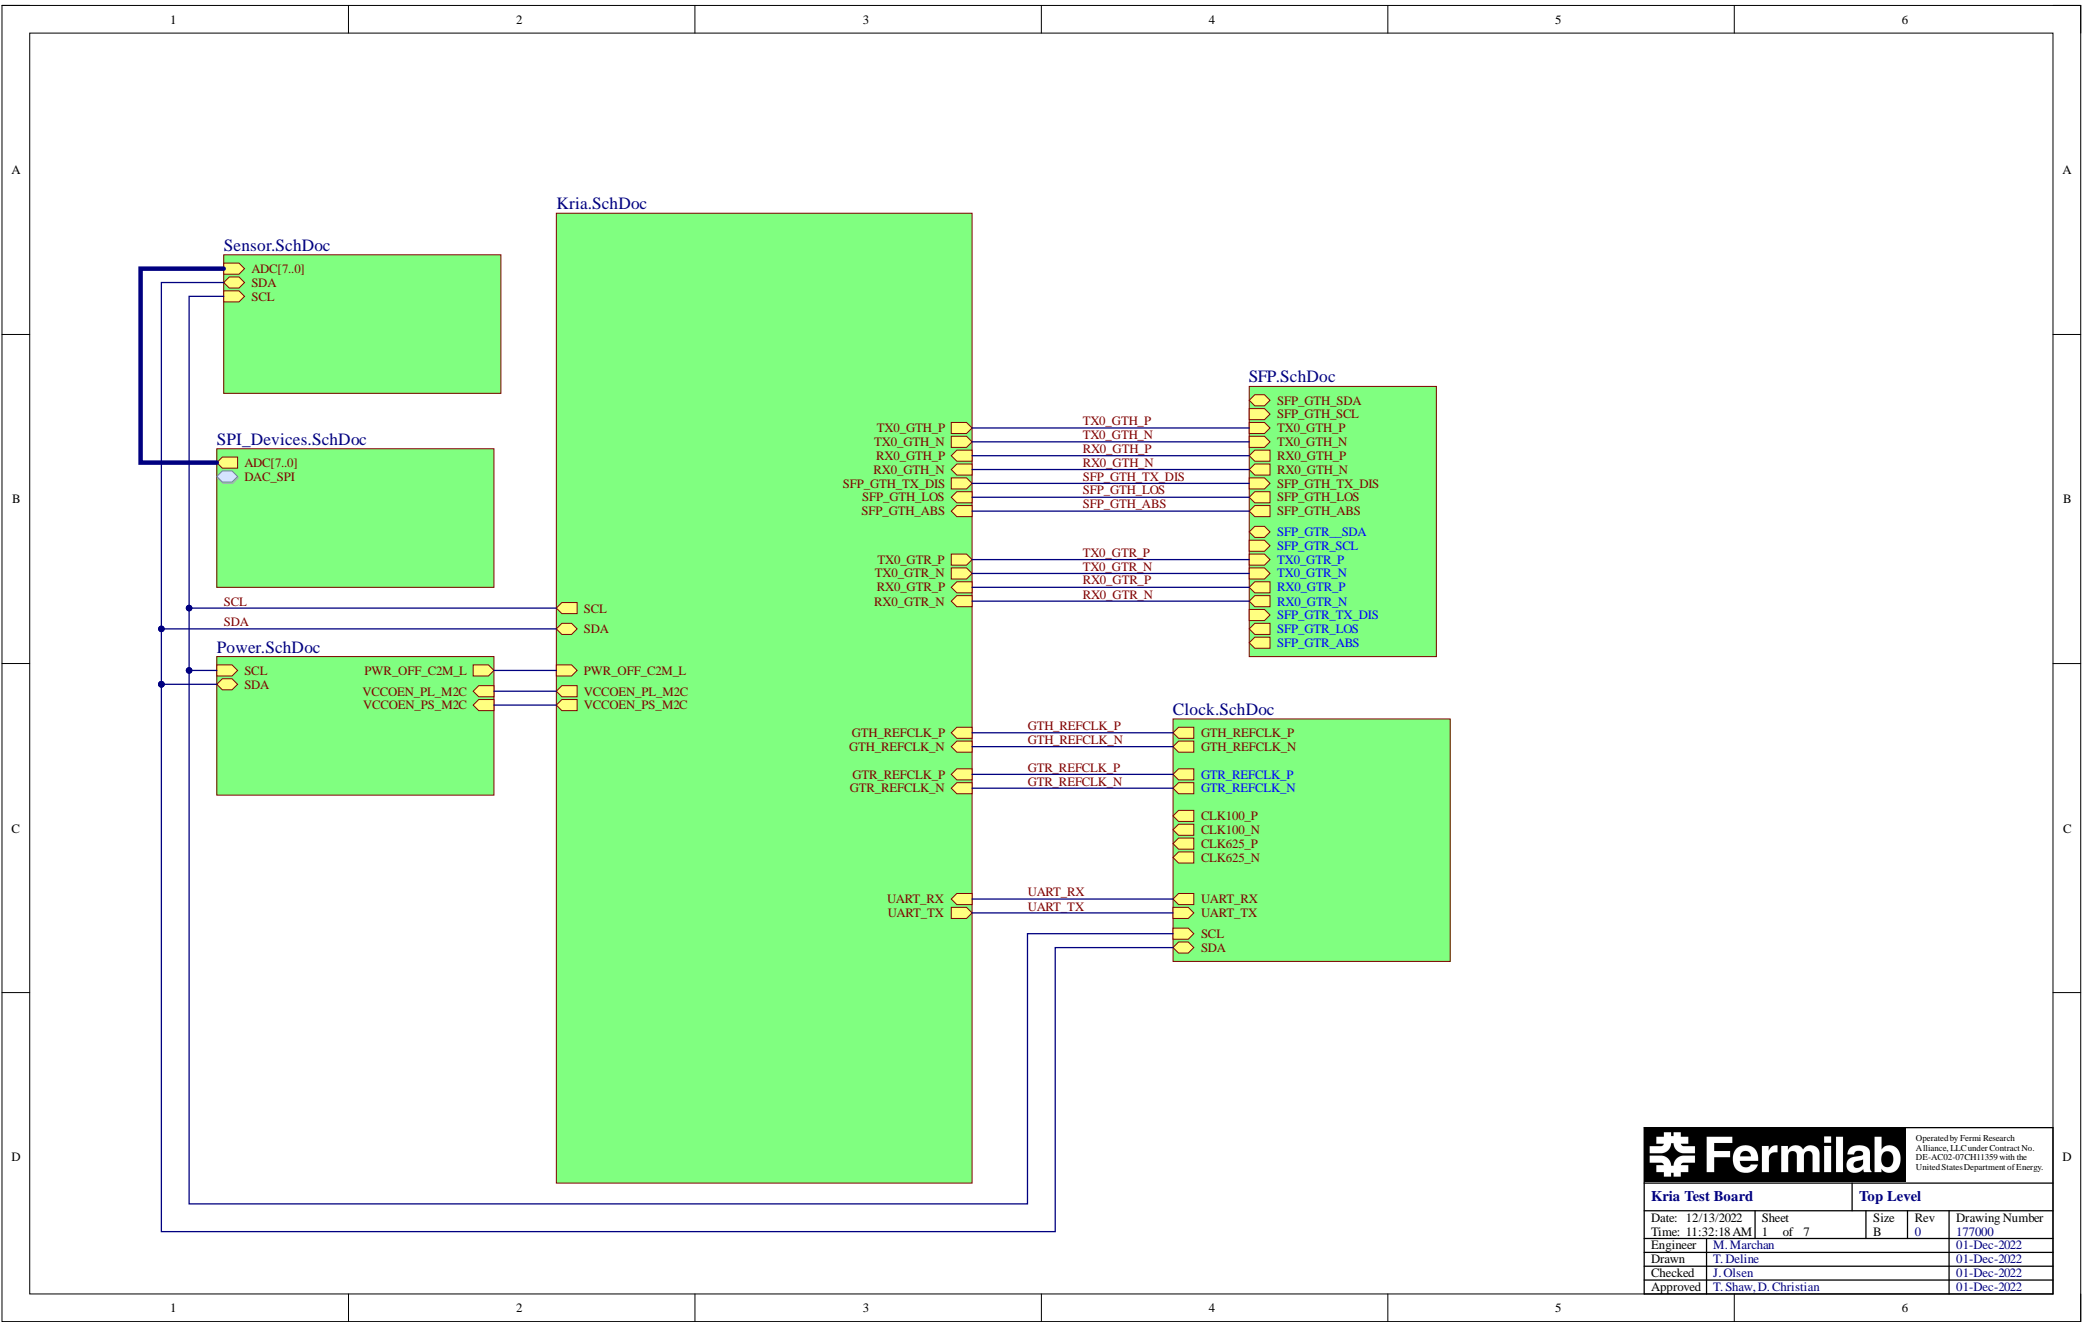 1 2 3 4 5 6
A A
Kria.SchDoc
Sensor.SchDoc
ADC[7..0]
SDA
SCL
SPI_Devices.SchDoc
ADC[7..0]
DAC_SPI
B B
SCL
SDA
SCL
SDA
Power.SchDoc
SCL
SDA
PWR_OFF_C2M_L
VCCOEN_PL_M2C
VCCOEN_PS_M2C
PWR_OFF_C2M_L
VCCOEN_PL_M2C
VCCOEN_PS_M2C
TX0_GTH_P
TX0_GTH_N
RX0_GTH_P
RX0_GTH_N
SFP_GTH_TX_DIS
SFP_GTH_LOS
SFP_GTH_ABS
TX0_GTR_P
TX0_GTR_N
RX0_GTR_P
RX0_GTR_N
TX0_GTH_P
TX0_GTH_N
RX0_GTH_P
RX0_GTH_N
SFP_GTH_TX_DIS
SFP_GTH_LOS
SFP_GTH_ABS
TX0_GTR_P
TX0_GTR_N
RX0_GTR_P
RX0_GTR_N
SFP.SchDoc
SFP_GTH_SDA
SFP_GTH_SCL
TX0_GTH_P
TX0_GTH_N
RX0_GTH_P
RX0_GTH_N
SFP_GTH_TX_DIS
SFP_GTH_LOS
SFP_GTH_ABS
SFP_GTR__SDA
SFP_GTR_SCL
TX0_GTR_P
TX0_GTR_N
RX0_GTR_P
RX0_GTR_N
SFP_GTR_TX_DIS
SFP_GTR_LOS
SFP_GTR_ABS
GTH_REFCLK_P
GTH_REFCLK_N
GTR_REFCLK_P
GTR_REFCLK_N
UART_RX
UART_TX
GTH_REFCLK_P
GTH_REFCLK_N
GTR_REFCLK_P
GTR_REFCLK_N
UART_RX
UART_TX
Clock.SchDoc
GTH_REFCLK_P
GTH_REFCLK_N
GTR_REFCLK_P
GTR_REFCLK_N
CLK100_P
CLK100_N
CLK625_P
CLK625_N
UART_RX
UART_TX
SCL
SDA
C C
D D
Fermilab
Operated by Fermi Research
Alliance, LLC under Contract No.
DE-AC02-07CH11359 with the
United States Department of Energy.
Kria Test Board Top Level
Date: 12/13/2022 Sheet Size Rev Drawing Number
Time: 11:32:18 AM 1 of 7 B 0 177000
Engineer M. Marchan 01-Dec-2022
Drawn T. Deline 01-Dec-2022
Checked J. Olsen 01-Dec-2022
Approved T. Shaw, D. Christian 01-Dec-2022
1 2 3 4 5 6